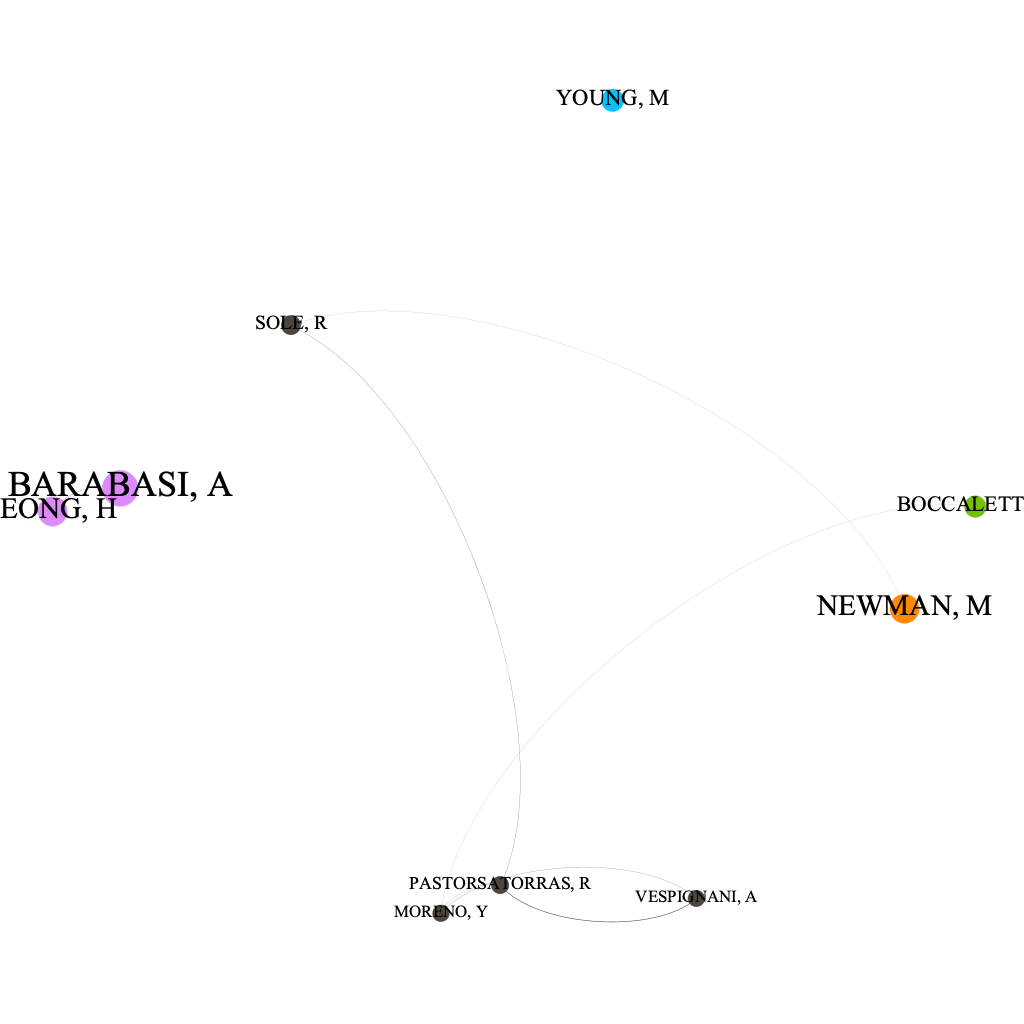 YOUNG, M
SOLE, R
BARABASI, A
EONG, H
BOCCALETT
NEWMAN, M
PASTORSATORRAS, R
VESPIGNANI, A
MORENO, Y